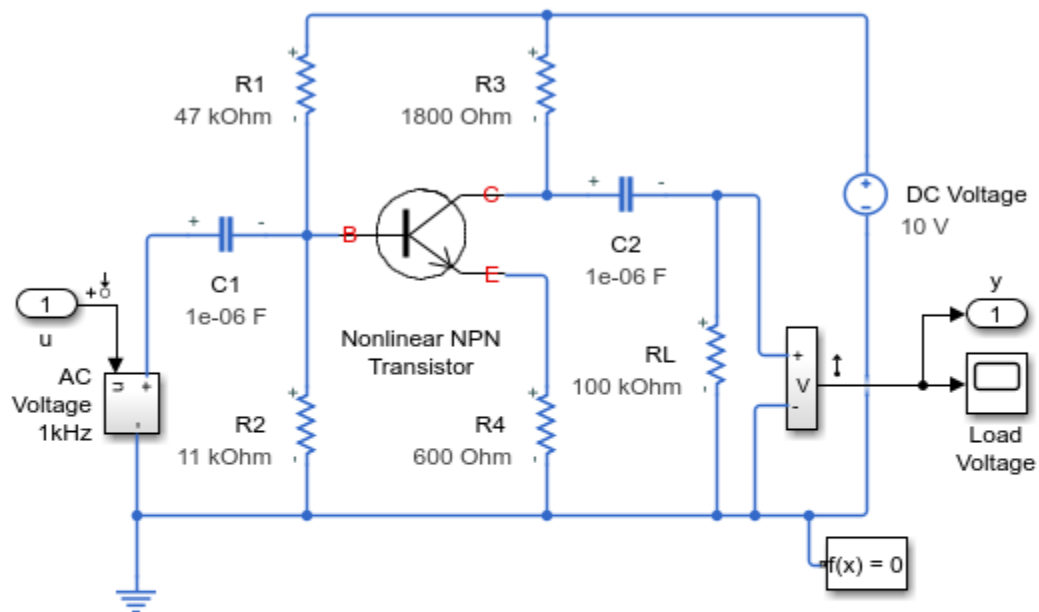 R1
47 kOhm
+
-
R3
1800 Ohm
+
-
+
-
DC Voltage
10 V
+
-
C1
1e-06 F
B
C
E
Nonlinear NPN
Transistor
+
-
C2
1e-06 F
1
u
+
AC
Voltage
1kHz
u
+
-
R2
11 kOhm
+
-
R4
600 Ohm
+
-
RL
100 kOhm
+
-
+
V
-
y
1
Load
Voltage
f(x) = 0